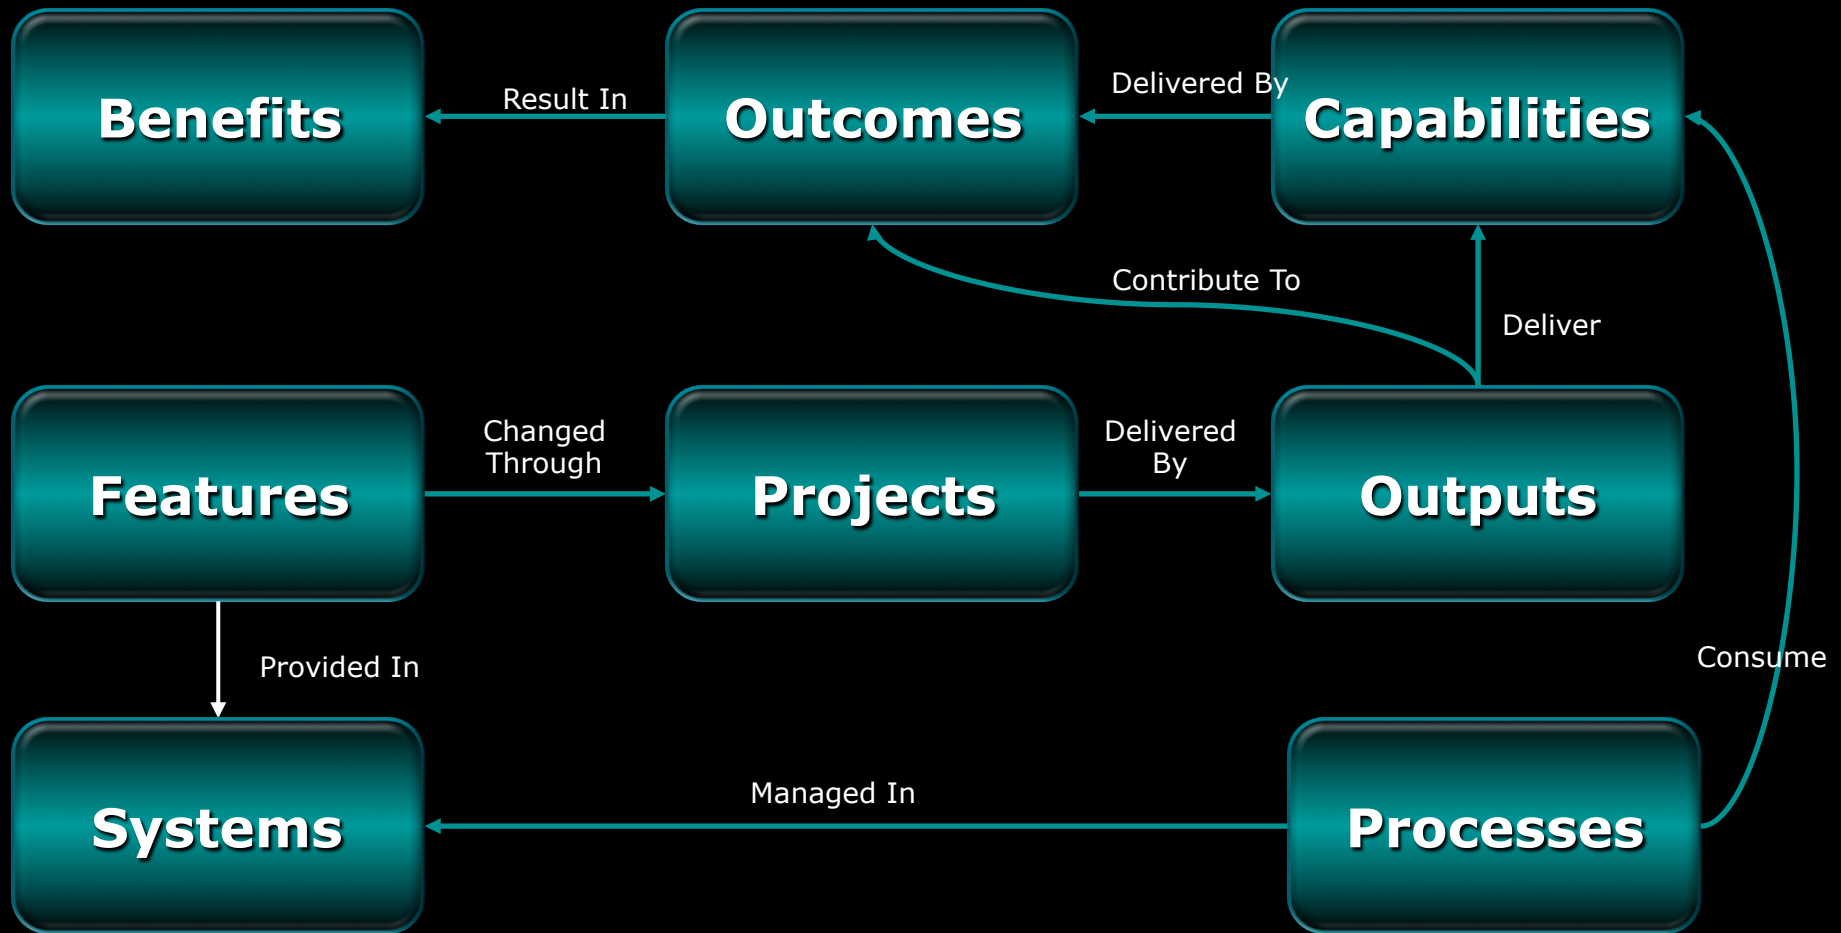 Benefits
Result In
Outcomes
Delivered By
Capabilities
Contribute To
Deliver
Features
Changed
Through
Projects
Delivered
By
Outputs
Provided In
Consume
Systems
Managed In
Processes